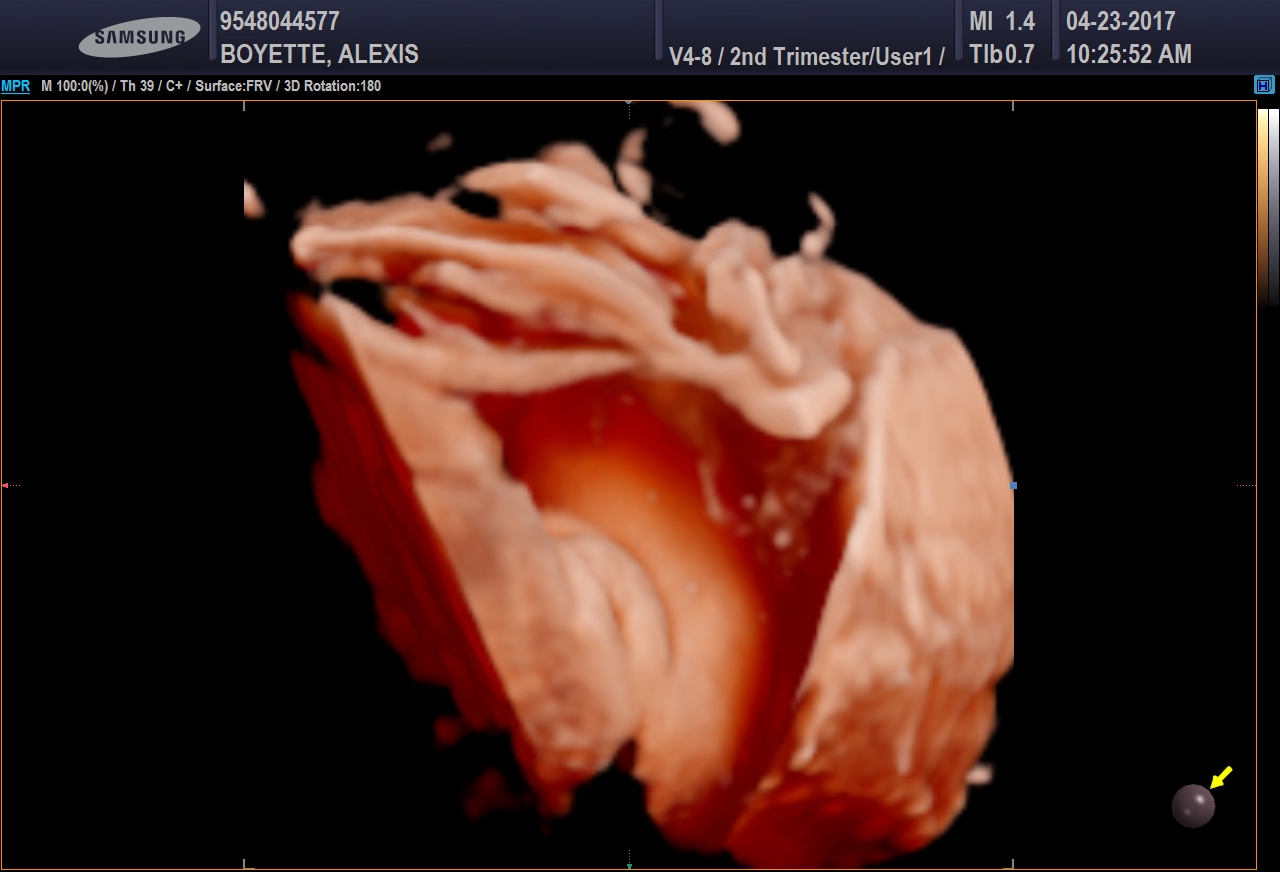 SAMSUNG
9548044577
BOYETTE, ALEXIS
V4-8 / 2nd Trimester/User1 /
MI 1.4
TIb 0.7
04-23-2017
10:25:52 AM
MPR M 100:0(%) / Th 39 / C+ / Surface:FRV / 3D Rotation:180
H